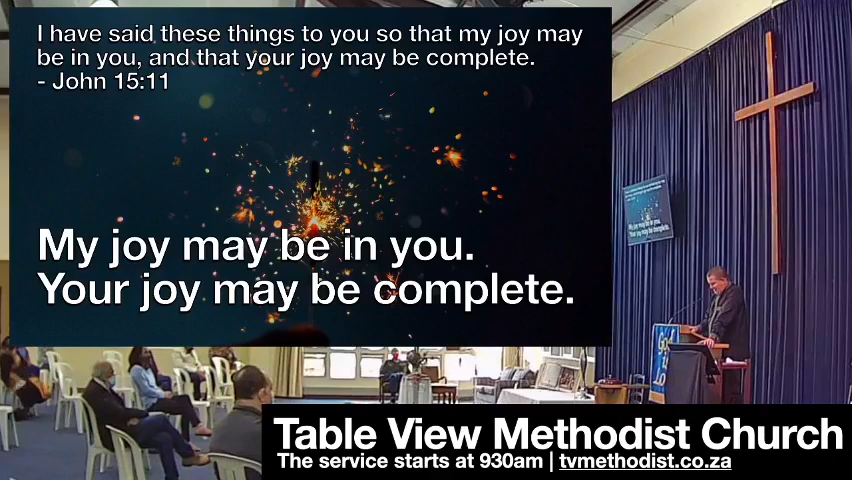 I have said these things to you so that my joy may
be in you, and that your joy may be complete.
- John 15:11
My joy may be in you.
Your joy may be complete.
God
is
Table View Methodist Church
The service starts at 930am | tvmethodist.co.za